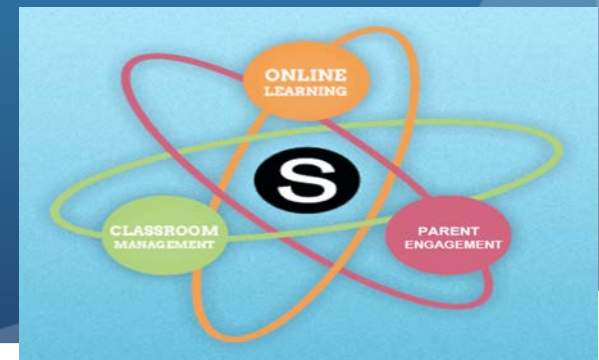 ONLINE
LEARNING
S
CLASSROOM
MANAGEMENT
PARENT
ENGAGEMENT